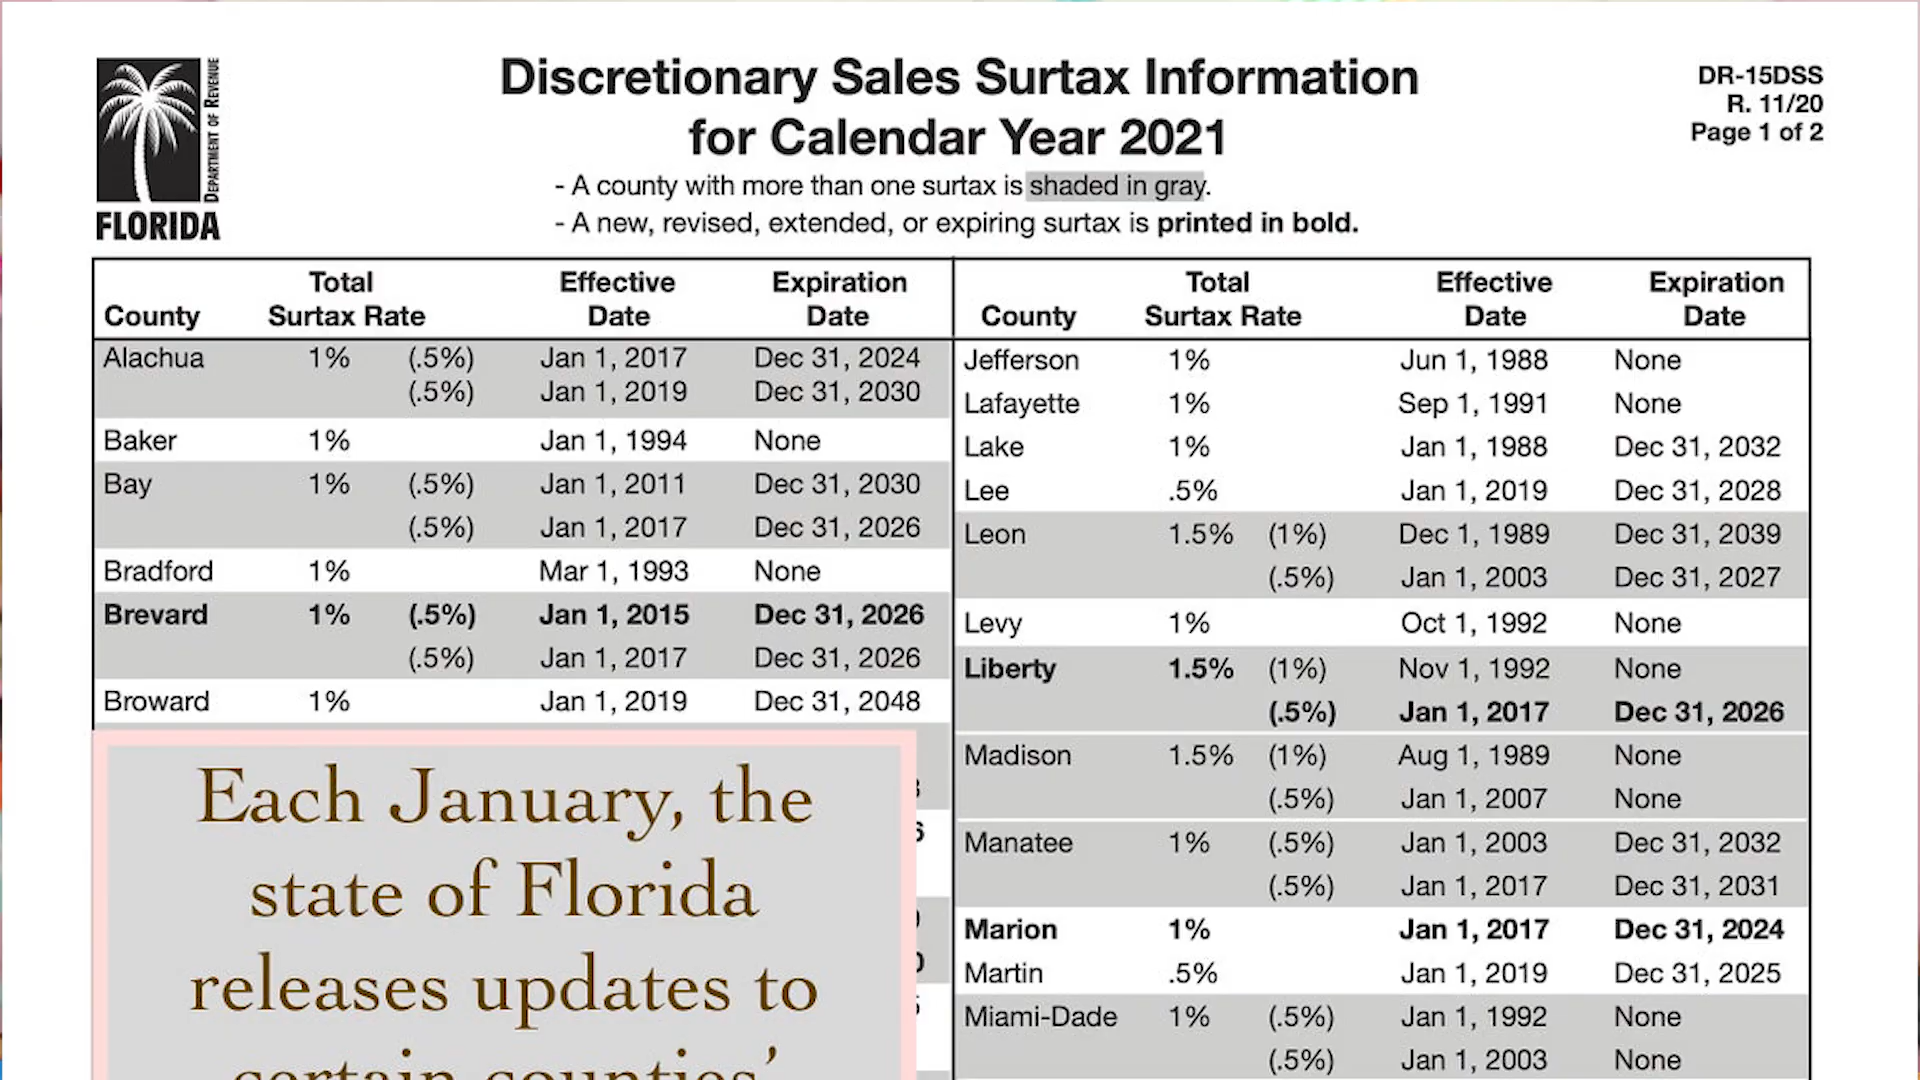 DEPARTMENT OF REVENUE
FLORIDA
Discretionary Sales Surtax Information
for Calendar Year 2021
- A county with more than one surtax is shaded in gray.
- A new, revised, extended, or expiring surtax is printed in bold.
DR-15DSS
R. 11/20
Page 1 of 2
County Total Surtax Rate Effective Date Expiration Date
Alachua 1% (.5%) Jan 1, 2017 Dec 31, 2024
(.5%) Jan 1, 2019 Dec 31, 2030
Baker 1% Jan 1, 1994 None
Bay 1% (.5%) Jan 1, 2011 Dec 31, 2030
(.5%) Jan 1, 2017 Dec 31, 2026
Bradford 1% Mar 1, 1993 None
Brevard 1% (.5%) Jan 1, 2015 Dec 31, 2026
(.5%) Jan 1, 2017 Dec 31, 2026
Broward 1% Jan 1, 2019 Dec 31, 2048
Each January, the
state of Florida
releases updates to
certain counties’
County Total Surtax Rate Effective Date Expiration Date
Jefferson 1% Jun 1, 1988 None
Lafayette 1% Sep 1, 1991 None
Lake 1% Jan 1, 1988 Dec 31, 2032
Lee .5% Jan 1, 2019 Dec 31, 2028
Leon 1.5% (1%) Dec 1, 1989 Dec 31, 2039
(.5%) Jan 1, 2003 Dec 31, 2027
Levy 1% Oct 1, 1992 None
Liberty 1.5% (1%) Nov 1, 1992 None
(.5%) Jan 1, 2017 Dec 31, 2026
Madison 1.5% (1%) Aug 1, 1989 None
(.5%) Jan 1, 2007 None
Manatee 1% (.5%) Jan 1, 2003 Dec 31, 2032
(.5%) Jan 1, 2017 Dec 31, 2031
Marion 1% Jan 1, 2017 Dec 31, 2024
Martin .5% Jan 1, 2019 Dec 31, 2025
Miami-Dade 1% (.5%) Jan 1, 1992 None
(.5%) Jan 1, 2003 None